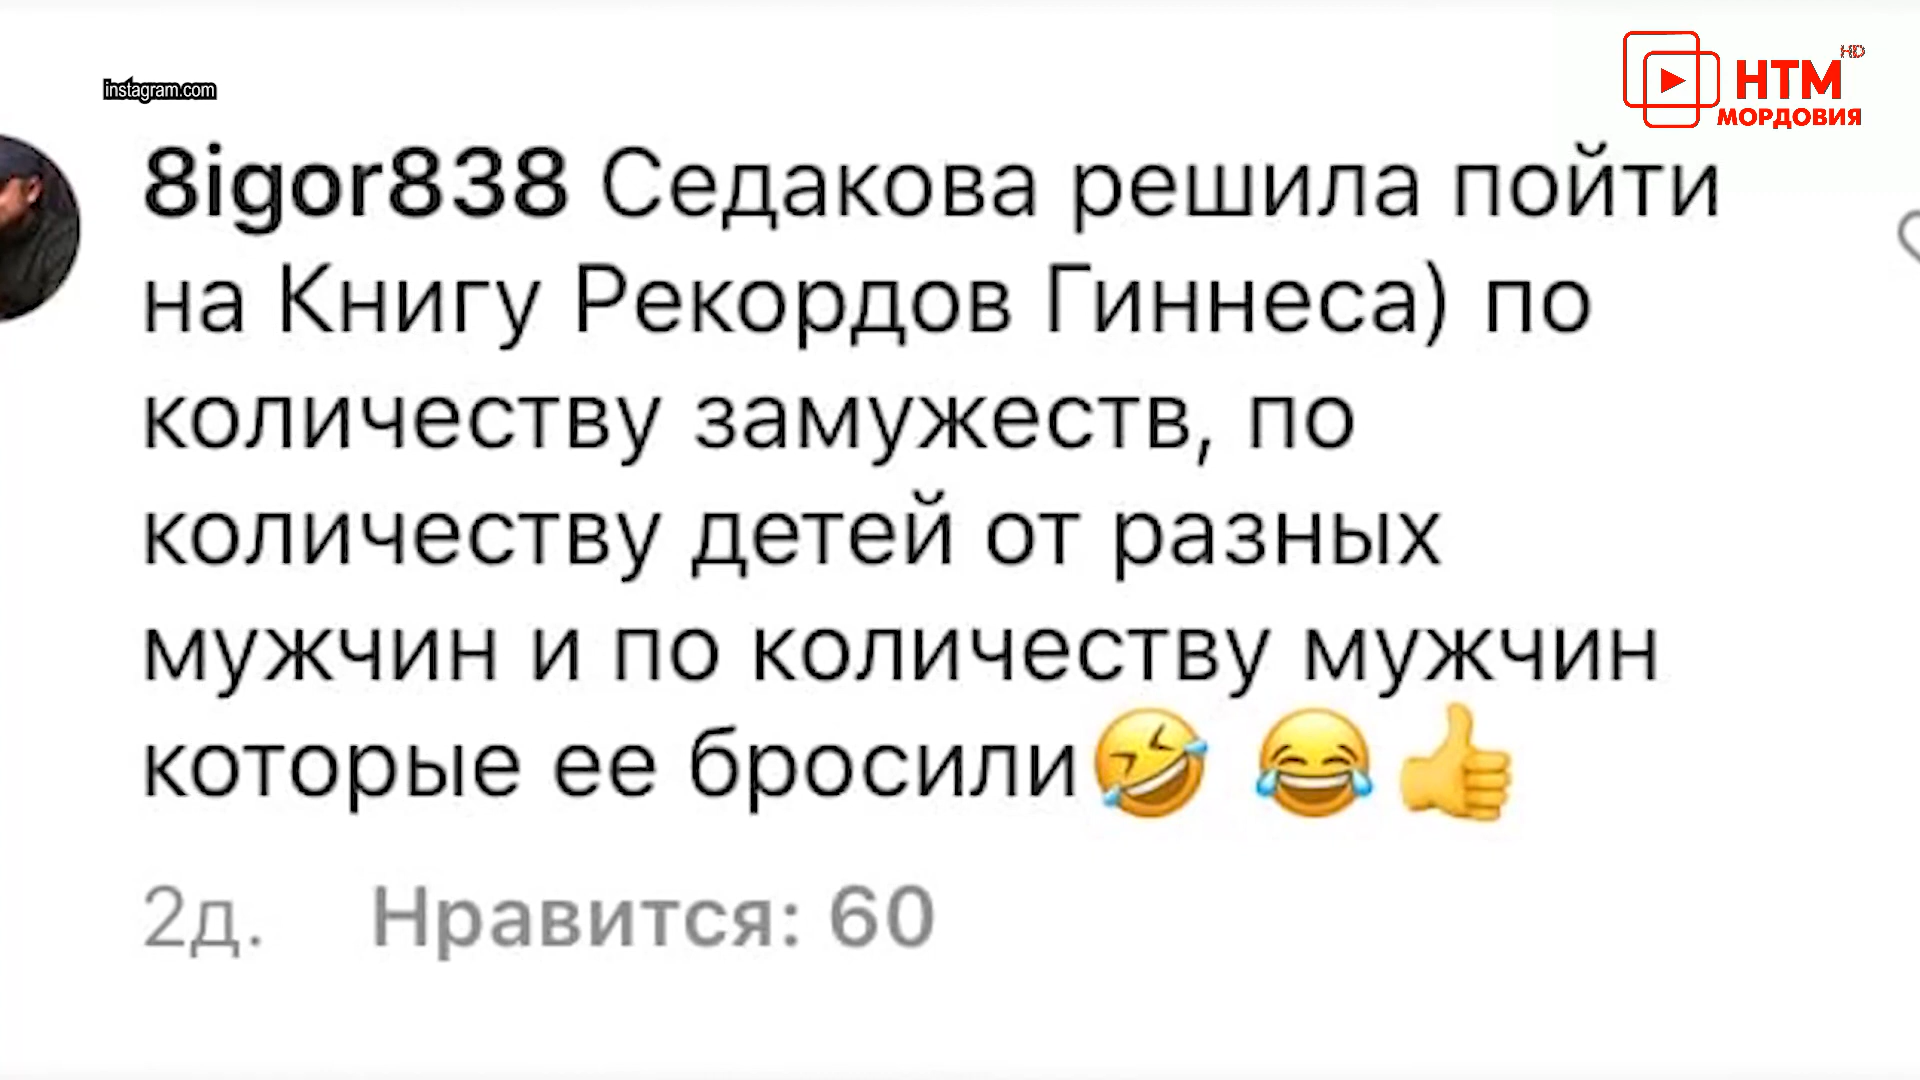 instagram.com
HD
НТМ
МОРДОВИЯ
8igor838 Седакова решила пойти
на Книгу Рекордов Гиннеса) по
количеству замужеств, по
количеству детей от разных
мужчин и по количеству мужчин
которые ее бросили🤣 😂👍
2д. Нравится: 60